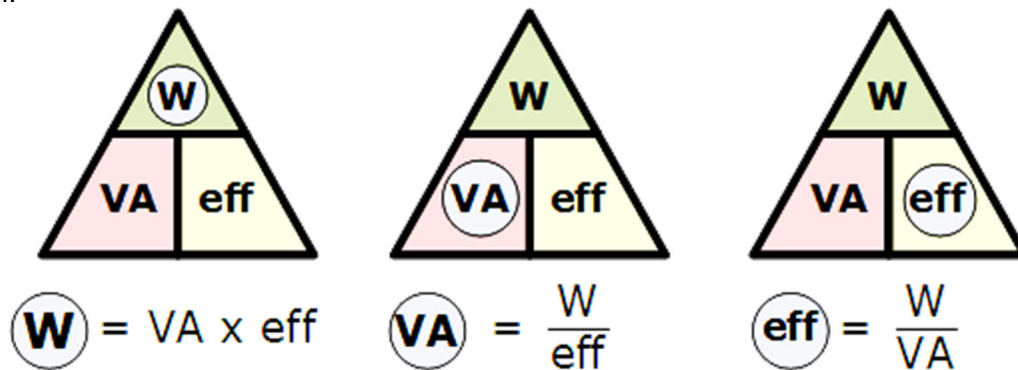 W W W
VA eff VA eff VA eff
W = VA x eff VA = W / eff eff = W / VA